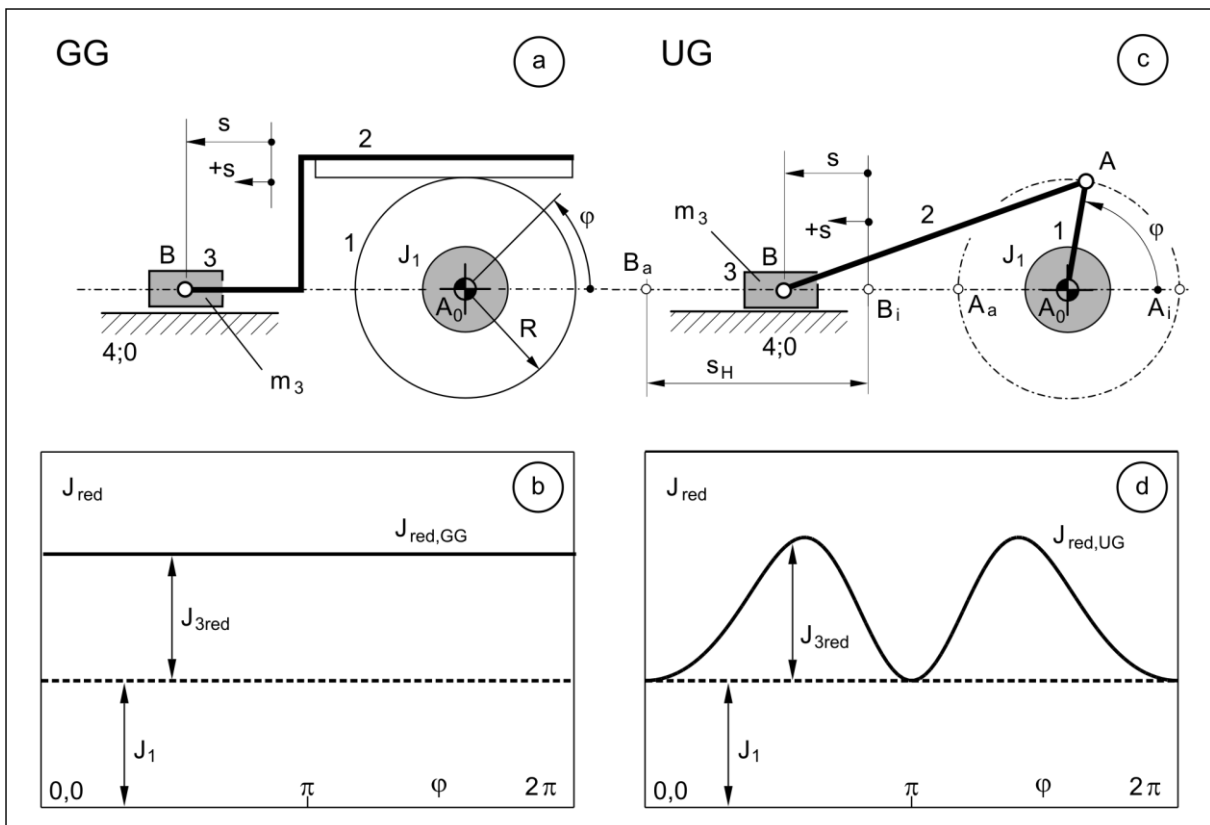 GG
a
s
2
+s
φ
1
B
3
J1
A0
R
4;0
m3
UG
c
s
A
m3
+s
2
φ
B
1
Ba
3
J1
Bi
Aa
A0
Ai
4;0
sH
b
Jred
Jred,GG
J3red
J1
0,0
π
φ
2π
d
Jred
Jred,UG
J3red
J1
0,0
π
φ
2π